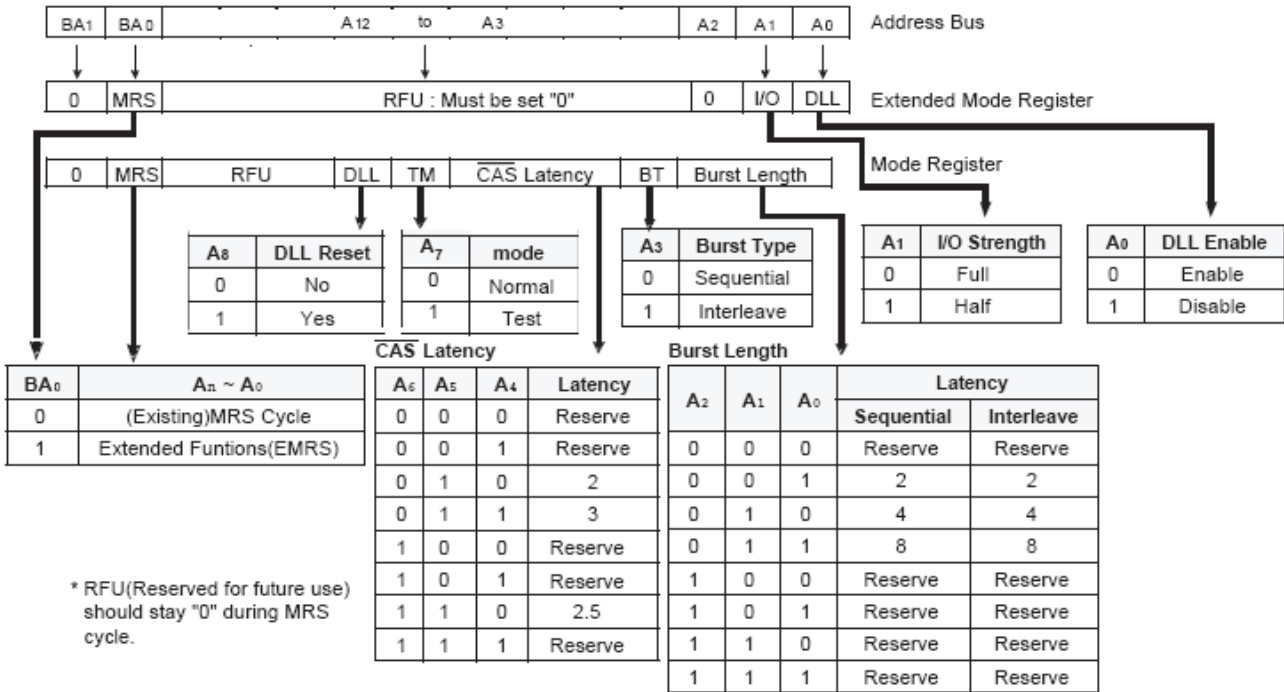 BA1 BA0 A12 to A3 A2 A1 A0 Address Bus
0 MRS RFU : Must be set "0" 0 I/O DLL Extended Mode Register
0 MRS RFU DLL TM CAS Latency BT Burst Length Mode Register
A8 DLL Reset
0 No
1 Yes
A7 mode
0 Normal
1 Test
A3 Burst Type
0 Sequential
1 Interleave
A1 I/O Strength
0 Full
1 Half
A0 DLL Enable
0 Enable
1 Disable
BA0 An ~ A0
0 (Existing)MRS Cycle
1 Extended Funtions(EMRS)
CAS Latency
A6 A5 A4 Latency
0 0 0 Reserve
0 0 1 Reserve
0 1 0 2
0 1 1 3
1 0 0 Reserve
1 0 1 Reserve
1 1 0 2.5
1 1 1 Reserve
Burst Length
A2 A1 A0 Latency
Sequential Interleave
0 0 0 Reserve Reserve
0 0 1 2 2
0 1 0 4 4
0 1 1 8 8
1 0 0 Reserve Reserve
1 0 1 Reserve Reserve
1 1 0 Reserve Reserve
1 1 1 Reserve Reserve
* RFU(Reserved for future use)
should stay "0" during MRS
cycle.